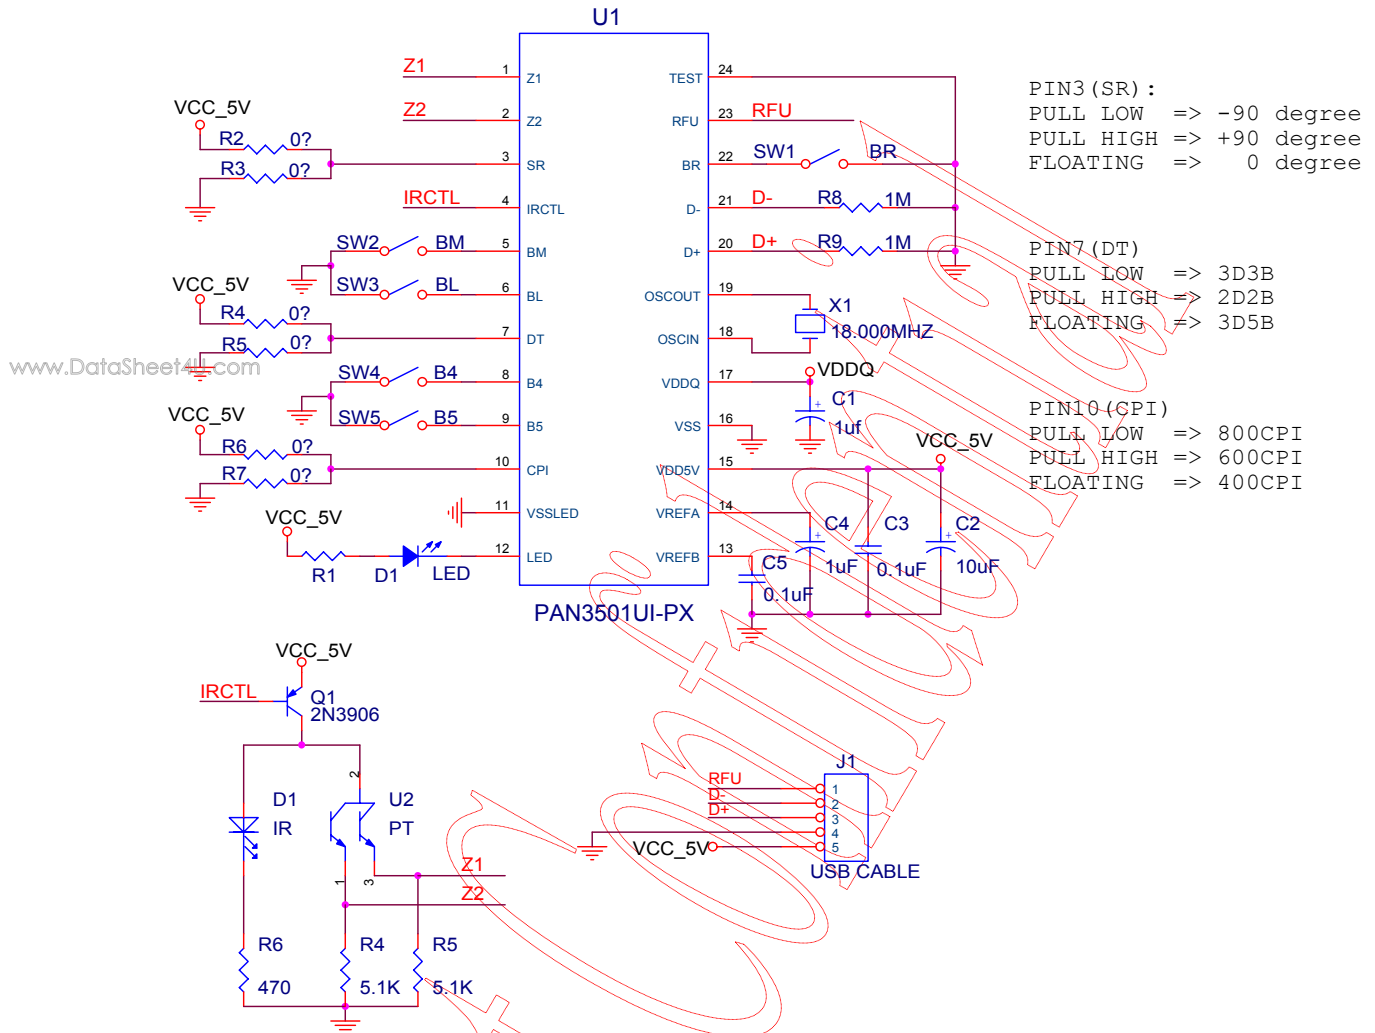 U1
Z1 1 Z1
Z2 2 Z2
VCC_5V
R2 0?
R3 0?
3 SR
IRCTL 4 IRCTL
SW2 BM 5 BM
SW3 BL 6 BL
VCC_5V
R4 0?
R5 0?
7 DT
www.DataSheet4U.com
SW4 B4 8 B4
SW5 B5 9 B5
VCC_5V
R6 0?
R7 0?
10 CPI
11 VSSLED
VCC_5V
R1 D1 LED 12 LED
TEST 24
RFU 23 RFU
BR 22 SW1 BR
D- 21 D- R8 1M
D+ 20 D+ R9 1M
OSCOUT 19
X1
18.000MHZ
OSCIN 18
VDDQ 17 VDDQ
C1
1uf
VSS 16
VCC_5V
VDD5V 15
VREFA 14
C4
1uF
C3
0.1uF
C2
10uF
VREFB 13
C5
0.1uF
PAN3501UI-PX
PIN3(SR):
PULL LOW => -90 degree
PULL HIGH => +90 degree
FLOATING => 0 degree
PIN7(DT)
PULL LOW => 3D3B
PULL HIGH => 2D2B
FLOATING => 3D5B
PIN10(CPI)
PULL LOW => 800CPI
PULL HIGH => 600CPI
FLOATING => 400CPI
VCC_5V
IRCTL
Q1
2N3906
2
D1
IR
U2
PT
1 3
Z1
Z2
R6
470
R4
5.1K
R5
5.1K
J1
RFU 1
D- 2
D+ 3
4
VCC_5V 5
USB CABLE